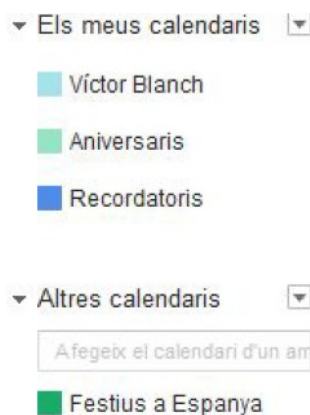 Els meus calendaris
Víctor Blanch
Aniversaris
Recordatoris
Altres calendaris
Afegeix el calendari d'un am
Festius a Espanya